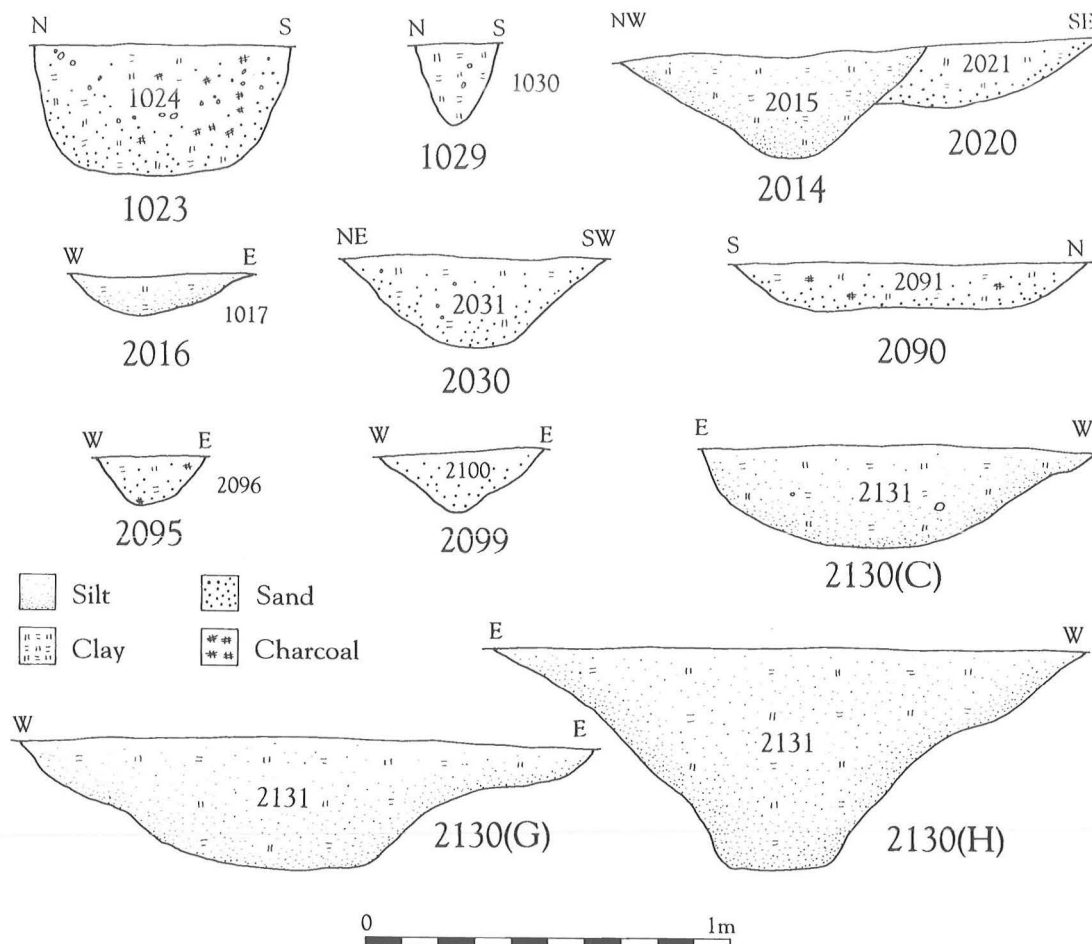 N S
1024
1023
N S
1030
1029
NW SE
2015
2021
2014
2020
W E
1017
2016
NE SW
2031
2030
S N
2091
2090
W E
2096
2095
W E
2100
2099
E W
2131
2130(C)
Silt Sand
Clay Charcoal
W E
2131
2130(G)
E W
2131
2130(H)
0 1m